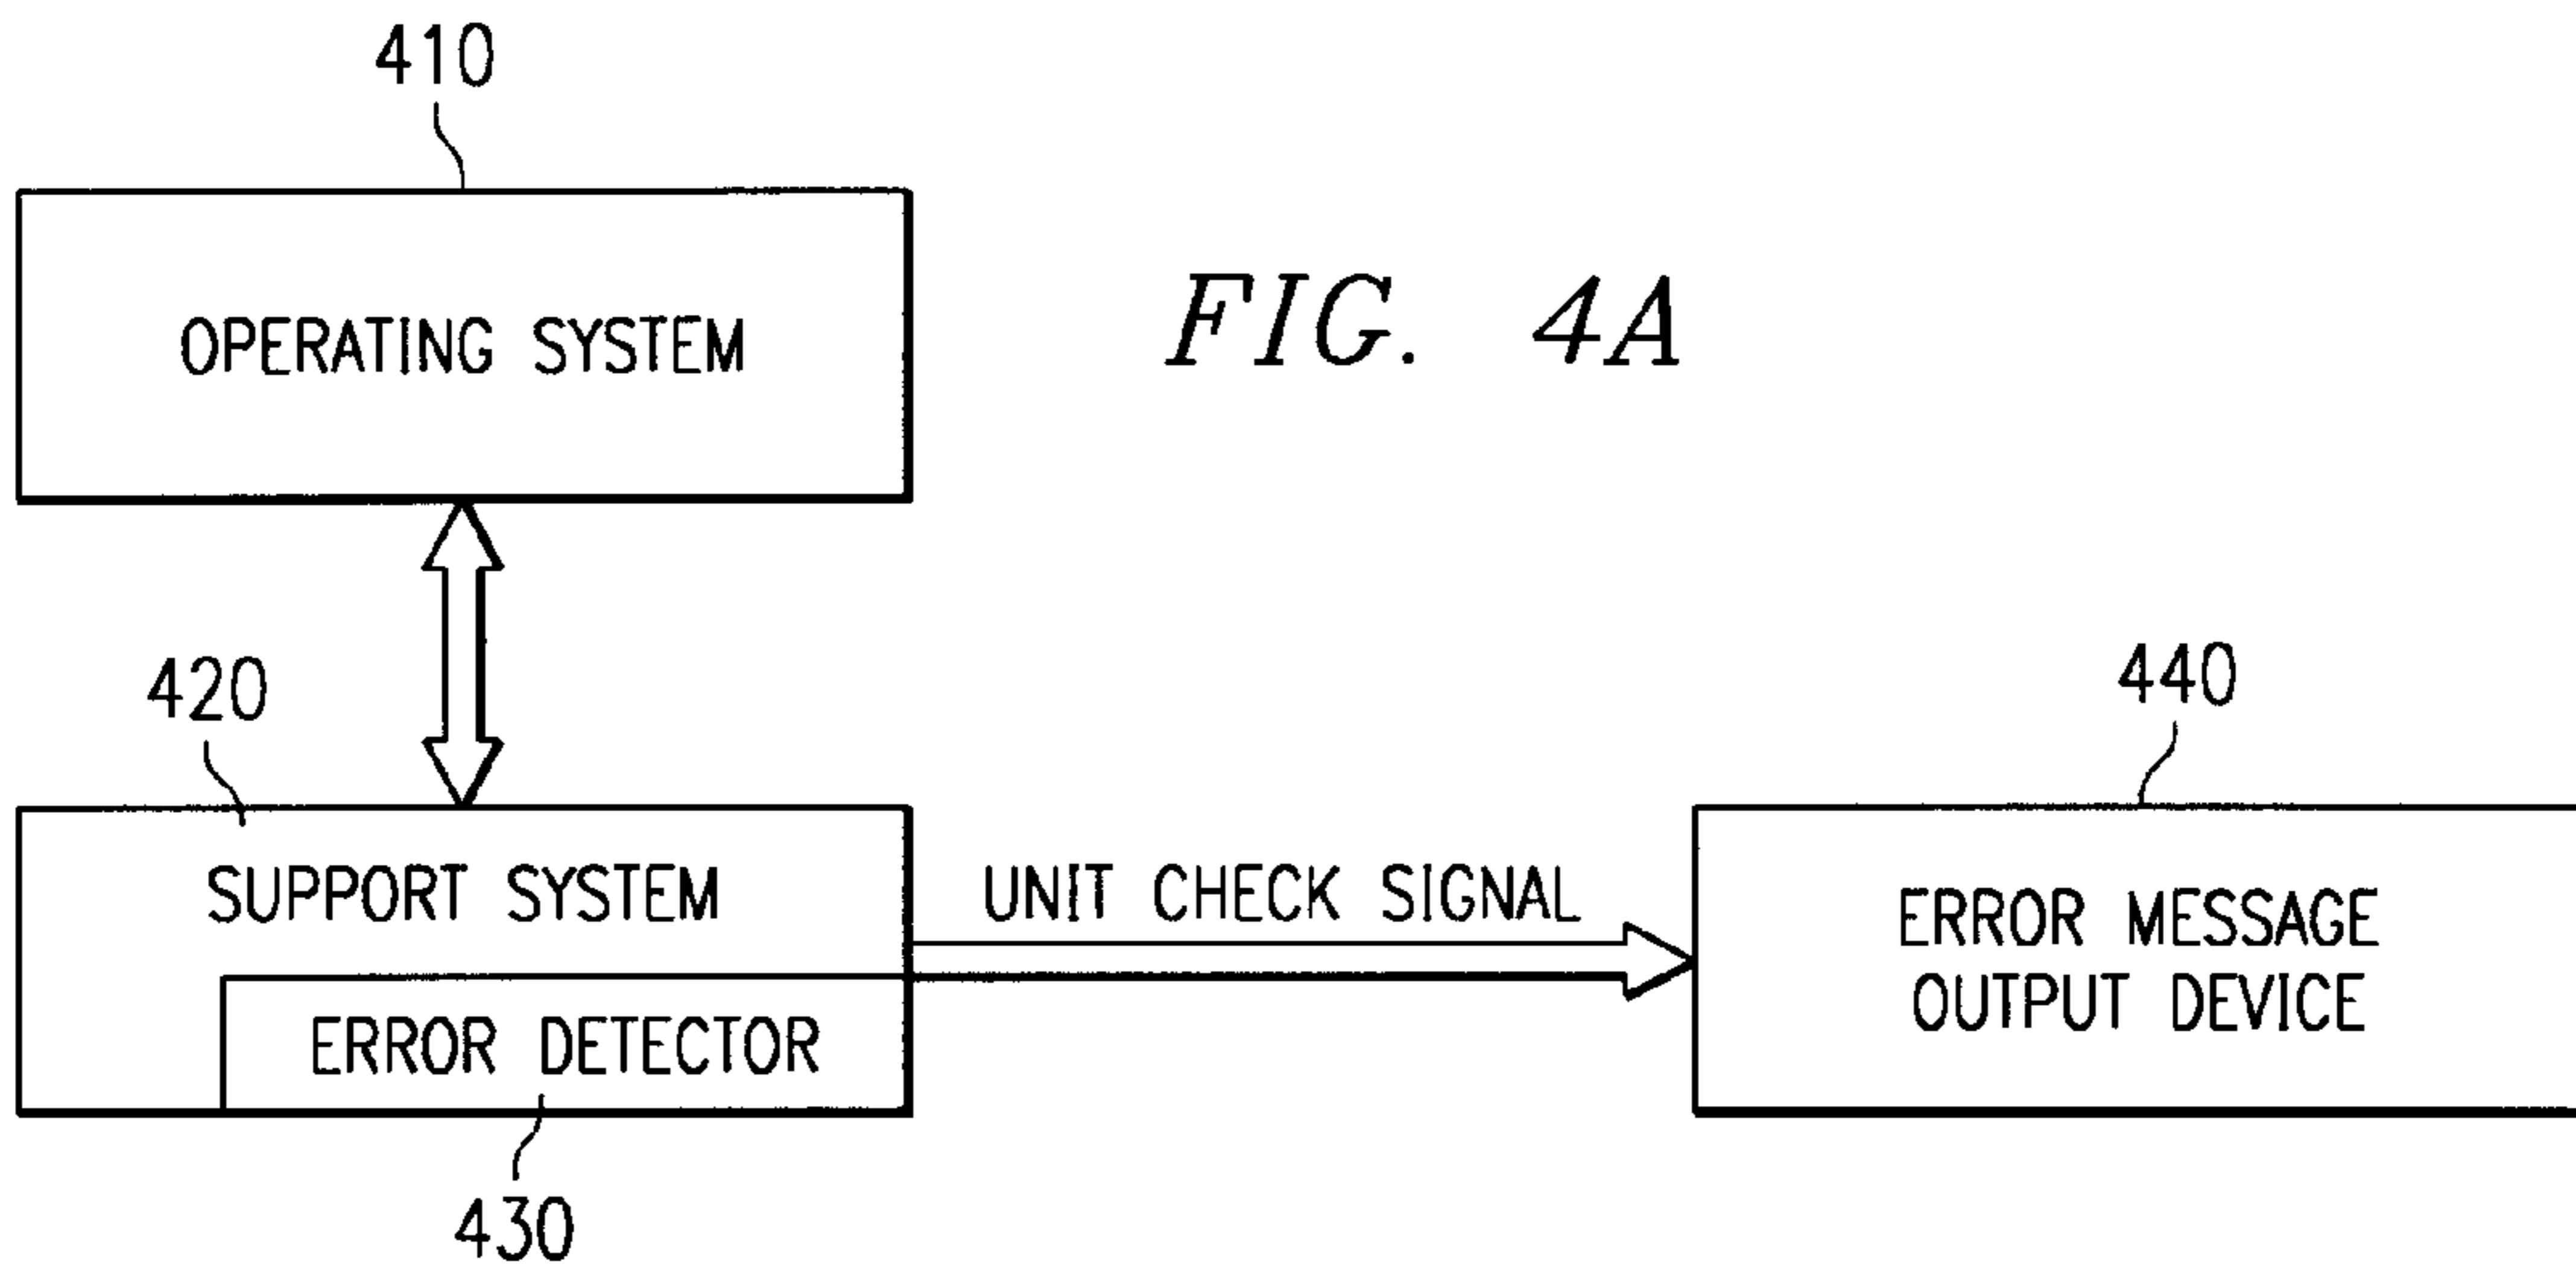 410
OPERATING SYSTEM
FIG. 4A
420
440
SUPPORT SYSTEM
UNIT CHECK SIGNAL
ERROR MESSAGE
OUTPUT DEVICE
ERROR DETECTOR
430